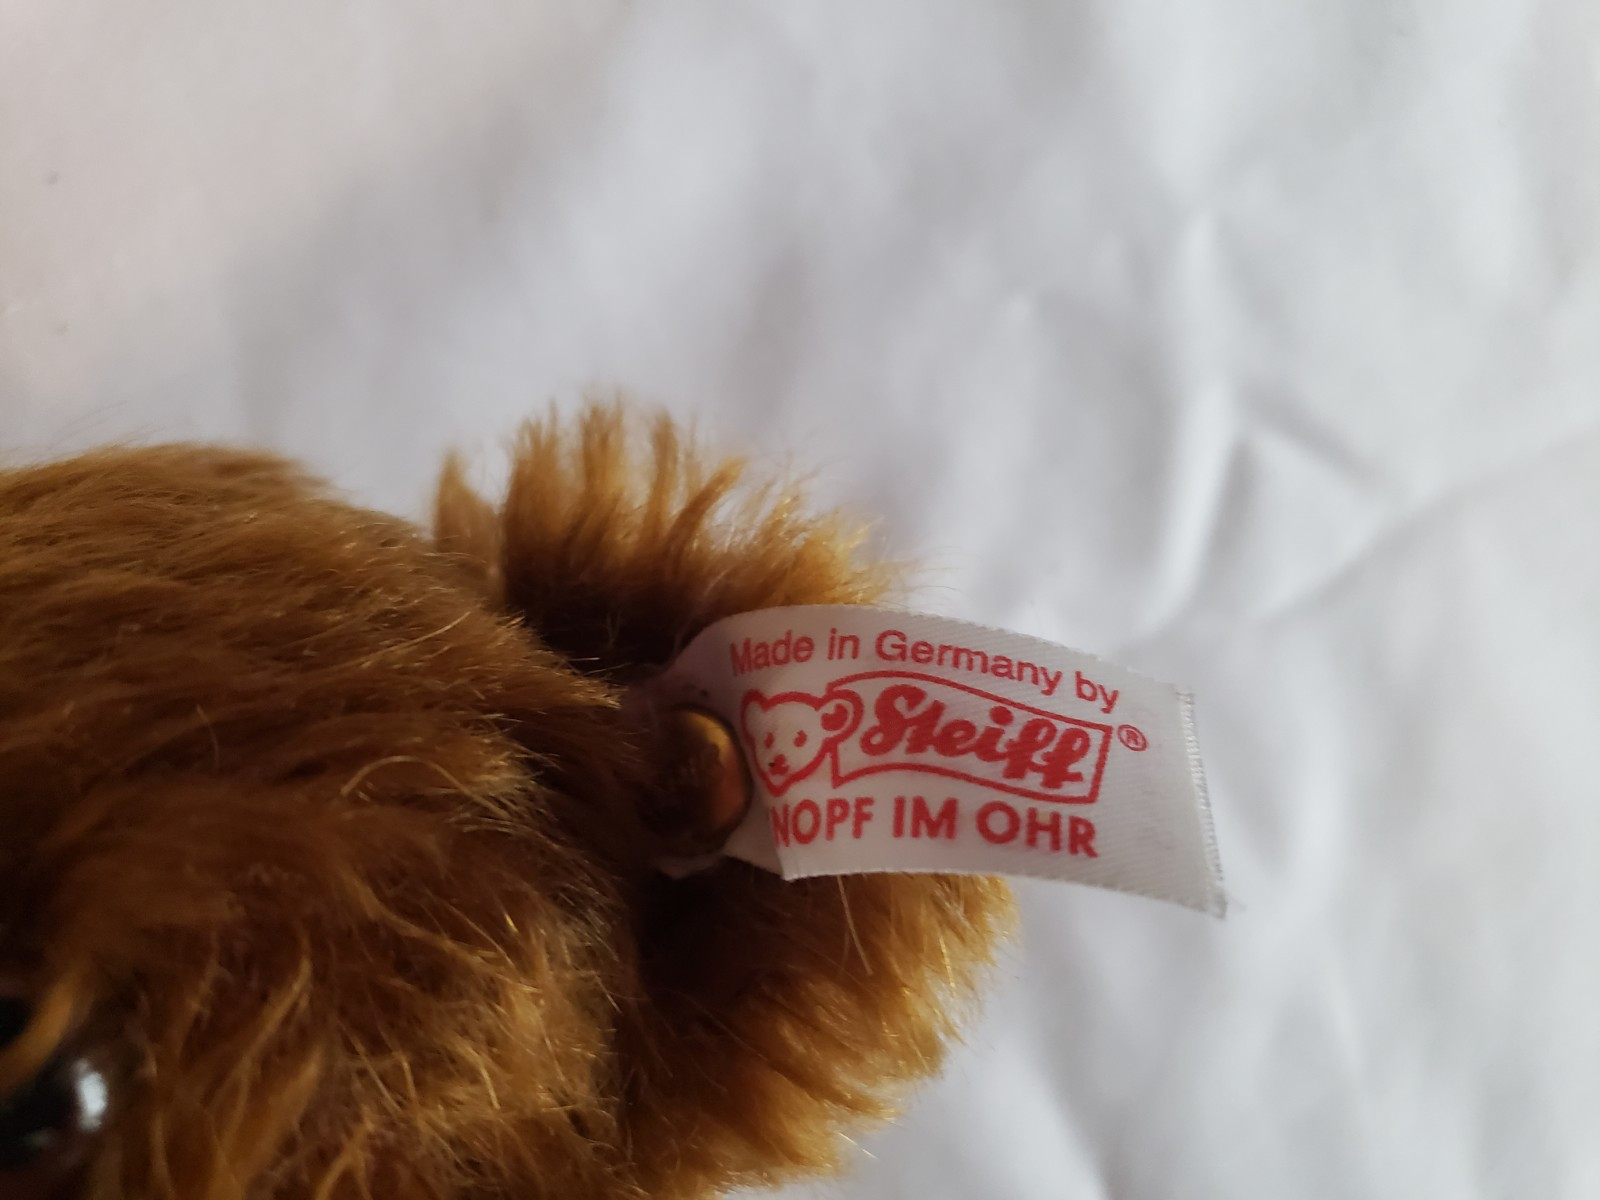 Made in Germany by
Steiff®
NOPF IM OHR